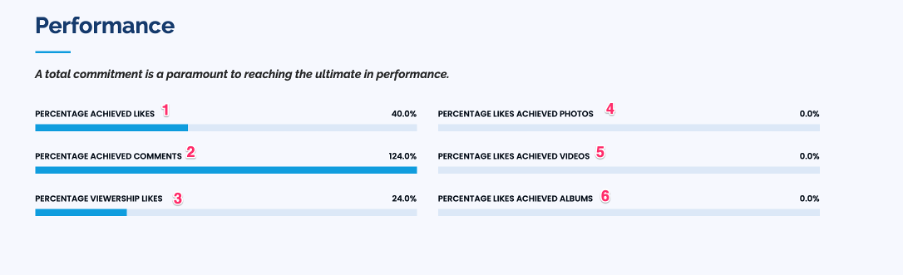 Performance
A total commitment is a paramount to reaching the ultimate in performance.
PERCENTAGE ACHIEVED LIKES 1 40.0%
PERCENTAGE ACHIEVED COMMENTS 2 124.0%
PERCENTAGE VIEWERSHIP LIKES 3 24.0%
PERCENTAGE LIKES ACHIEVED PHOTOS 4 0.0%
PERCENTAGE LIKES ACHIEVED VIDEOS 5 0.0%
PERCENTAGE LIKES ACHIEVED ALBUMS 6 0.0%